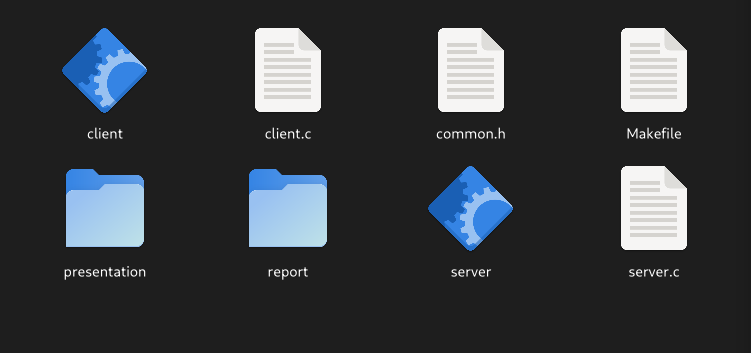 client
client.c
common.h
Makefile
presentation
report
server
server.c